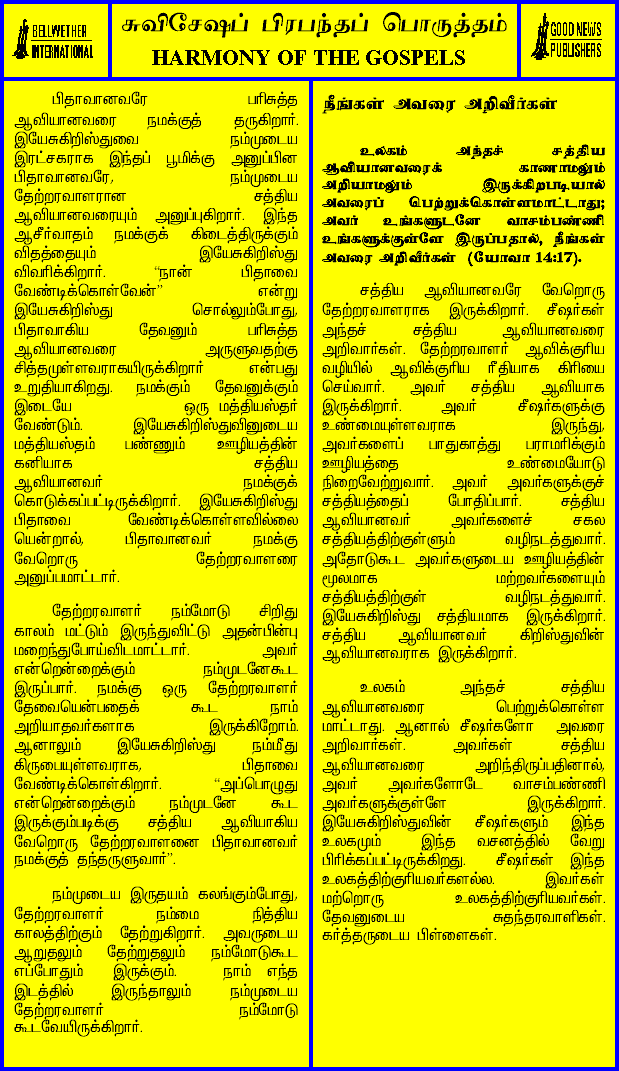 BELLWETHER
INTERNATIONAL
சுவிசேஷப் பிரபந்தப் பொருத்தம்
HARMONY OF THE GOSPELS
GOOD NEWS
PUBLISHERS
பிதாவானவரே பரிசுத்த
ஆவியானவரை நமக்குத் தருகிறார்.
இயேசுகிறிஸ்துவை நம்முடைய
இரட்சகராக இந்தப் பூமிக்கு அனுப்பின
பிதாவானவரே, நம்முடைய
தேற்றரவாளரான சத்திய
ஆவியானவரையும் அனுப்புகிறார். இந்த
ஆசீர்வாதம் நமக்குக் கிடைத்திருக்கும்
விதத்தையும் இயேசுகிறிஸ்து
விவரிக்கிறார். “நான் பிதாவை
வேண்டிக்கொள்வேன்” என்று
இயேசுகிறிஸ்து சொல்லும்போது,
பிதாவாகிய தேவனும் பரிசுத்த
ஆவியானவரை அருளுவதற்கு
சித்தமுள்ளவராகயிருக்கிறார் என்பது
உறுதியாகிறது. நமக்கும் தேவனுக்கும்
இடையே ஒரு மத்தியஸ்தர்
வேண்டும். இயேசுகிறிஸ்துவினுடைய
மத்தியஸ்தம் பண்ணும் ஊழியத்தின்
கனியாக சத்திய
ஆவியானவர் நமக்குக்
கொடுக்கப்பட்டிருக்கிறார். இயேசுகிறிஸ்து
பிதாவை வேண்டிக்கொள்ளவில்லை
யென்றால், பிதாவானவர் நமக்கு
வேறொரு தேற்றரவாளரை
அனுப்பமாட்டார்.
தேற்றரவாளர் நம்மோடு சிறிது
காலம் மட்டும் இருந்துவிட்டு அதன்பின்பு
மறைந்துபோய்விடமாட்டார். அவர்
என்றென்றைக்கும் நம்முடனேகூட
இருப்பார். நமக்கு ஒரு தேற்றரவாளர்
தேவையென்பதைக் கூட நாம்
அறியாதவர்களாக இருக்கிறோம்.
ஆனாலும் இயேசுகிறிஸ்து நம்மீது
கிருபையுள்ளவராக, பிதாவை
வேண்டிக்கொள்கிறார். “அப்பொழுது
என்றென்றைக்கும் நம்முடனே கூட
இருக்கும்படிக்கு சத்திய ஆவியாகிய
வேறொரு தேற்றரவாளனை பிதாவானவர்
நமக்குத் தந்தருளுவார்”.
நம்முடைய இருதயம் கலங்கும்போது,
தேற்றரவாளர் நம்மை நித்திய
காலத்திற்கும் தேற்றுகிறார். அவருடைய
ஆறுதலும் தேற்றுதலும் நம்மோடுகூட
எப்போதும் இருக்கும். நாம் எந்த
இடத்தில் இருந்தாலும் நம்முடைய
தேற்றரவாளர் நம்மோடு
கூடவேயிருக்கிறார்.
நீங்கள் அவரை அறிவீர்கள்
உலகம் அந்தச் சத்திய
ஆவியானவரைக் காணாமலும்
அறியாமலும் இருக்கிறபடியால்
அவரைப் பெற்றுக்கொள்ளமாட்டாது;
அவர் உங்களுடனே வாசம்பண்ணி
உங்களுக்குள்ளே இருப்பதால், நீங்கள்
அவரை அறிவீர்கள் (யோவா 14:17).
சத்திய ஆவியானவரே வேறொரு
தேற்றரவாளராக இருக்கிறார். சீஷர்கள்
அந்தச் சத்திய ஆவியானவரை
அறிவார்கள். தேற்றரவாளர் ஆவிக்குரிய
வழியில் ஆவிக்குரிய ரீதியாக கிரியை
செய்வார். அவர் சத்திய ஆவியாக
இருக்கிறார். அவர் சீஷர்களுக்கு
உண்மையுள்ளவராக இருந்து,
அவர்களைப் பாதுகாத்து பராமரிக்கும்
ஊழியத்தை உண்மையோடு
நிறைவேற்றுவார். அவர் அவர்களுக்குச்
சத்தியத்தைப் போதிப்பார். சத்திய
ஆவியானவர் அவர்களைச் சகல
சத்தியத்திற்குள்ளும் வழிநடத்துவார்.
அதோடுகூட அவர்களுடைய ஊழியத்தின்
மூலமாக மற்றவர்களையும்
சத்தியத்திற்குள் வழிநடத்துவார்.
இயேசுகிறிஸ்து சத்தியமாக இருக்கிறார்.
சத்திய ஆவியானவர் கிறிஸ்துவின்
ஆவியானவராக இருக்கிறார்.
உலகம் அந்தச் சத்திய
ஆவியானவரை பெற்றுக்கொள்ள
மாட்டாது. ஆனால் சீஷர்களோ அவரை
அறிவார்கள். அவர்கள் சத்திய
ஆவியானவரை அறிந்திருப்பதினால்,
அவர் அவர்களோடே வாசம்பண்ணி
அவர்களுக்குள்ளே இருக்கிறார்.
இயேசுகிறிஸ்துவின் சீஷர்களும் இந்த
உலகமும் இந்த வசனத்தில் வேறு
பிரிக்கப்பட்டிருக்கிறது. சீஷர்கள் இந்த
உலகத்திற்குரியவர்களல்ல. இவர்கள்
மற்றொரு உலகத்திற்குரியவர்கள்.
தேவனுடைய சுதந்தரவாளிகள்.
கர்த்தருடைய பிள்ளைகள்.